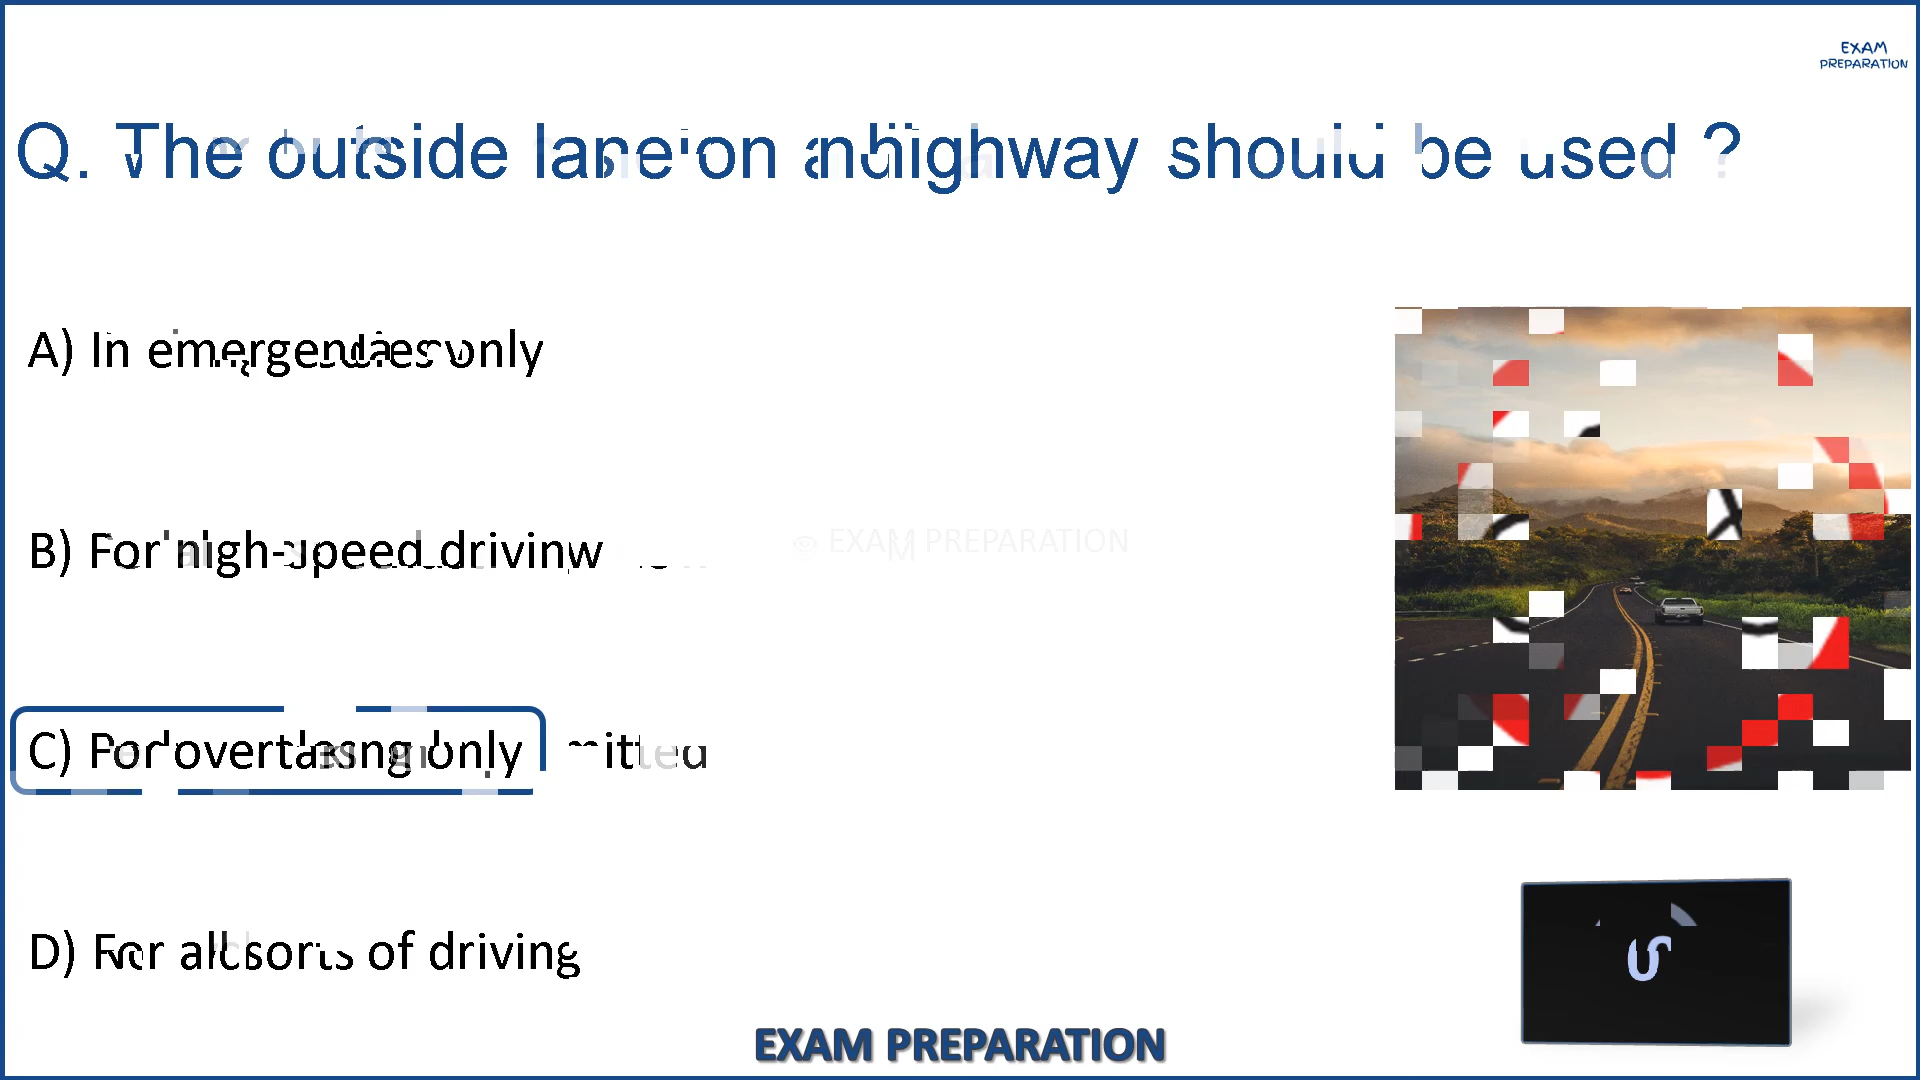 EXAM
PREPARATION
Q. The outside lane on a highway should be used ?
A) In emergencies only
B) For high-speed driving
EXAM PREPARATION
C) For overtaking only
D) For all sorts of driving
EXAM PREPARATION